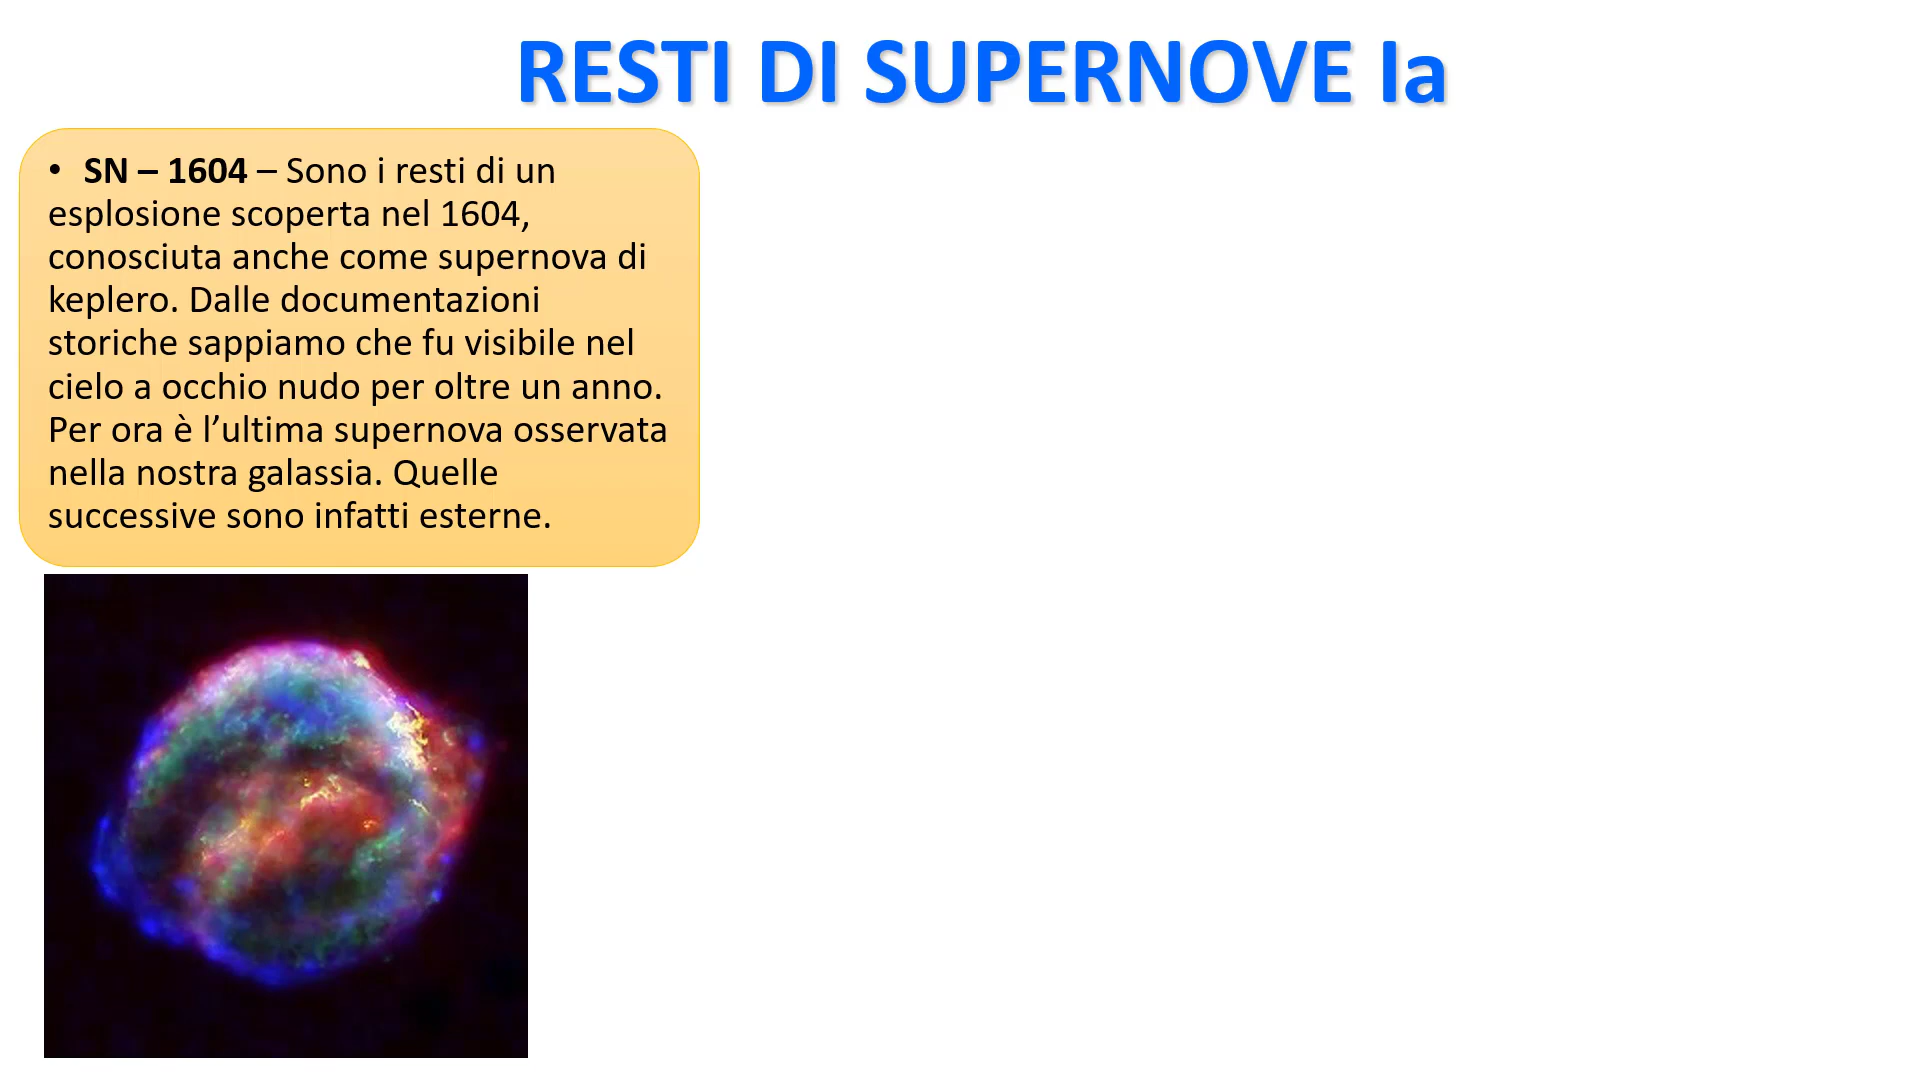 RESTI DI SUPERNOVE Ia
• SN – 1604 – Sono i resti di un
esplosione scoperta nel 1604,
conosciuta anche come supernova di
keplero. Dalle documentazioni
storiche sappiamo che fu visibile nel
cielo a occhio nudo per oltre un anno.
Per ora è l’ultima supernova osservata
nella nostra galassia. Quelle
successive sono infatti esterne.